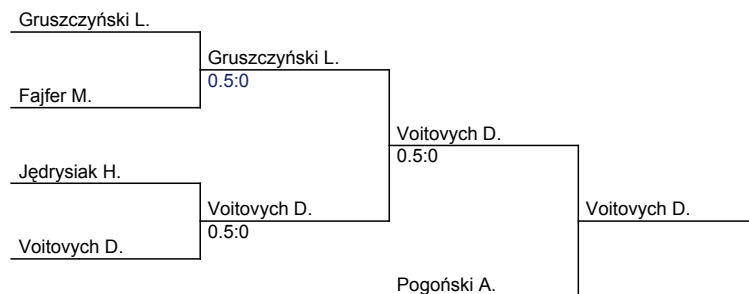 Gruszczyński L.
Gruszczyński L.
0.5:0
Fajfer M.
Voitovych D.
0.5:0
Jędrysiak H.
Voitovych D.
0.5:0
Voitovych D.
Voitovych D.
Pogoński A.